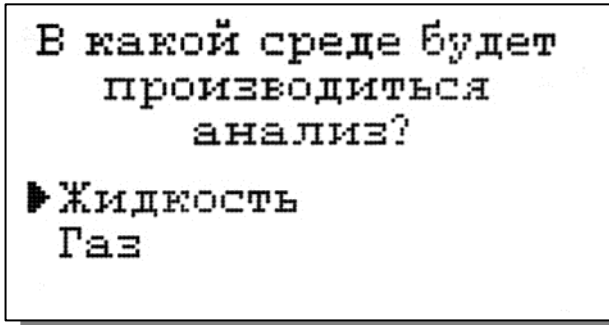 В какой среде будет
производиться
анализ?
Жидкость
Газ